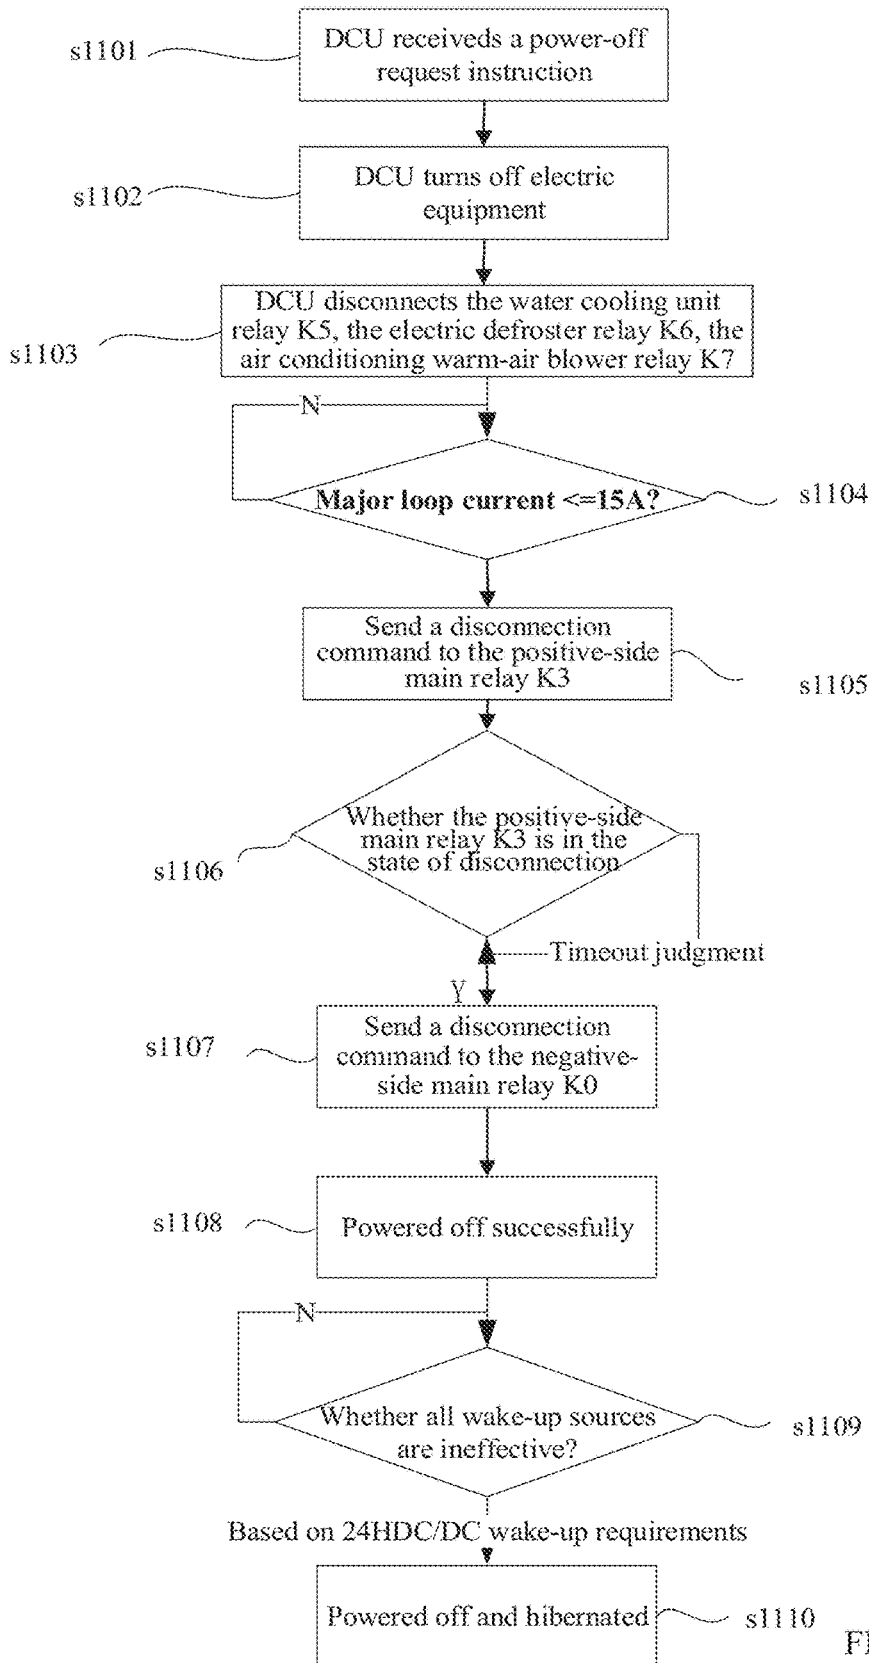 s1101
DCU receiveds a power-off
request instruction
s1102
DCU turns off electric
equipment
s1103
DCU disconnects the water cooling unit
relay K5, the electric defroster relay K6, the
air conditioning warm-air blower relay K7
N
Major loop current <=15A?
s1104
Send a disconnection
command to the positive-side
main relay K3
s1105
Whether the positive-side
main relay K3 is in the
state of disconnection
s1106
Timeout judgment
Y
s1107
Send a disconnection
command to the negative-
side main relay K0
s1108
Powered off successfully
N
Whether all wake-up sources
are ineffective?
s1109
Based on 24HDC/DC wake-up requirements
Powered off and hibernated
s1110